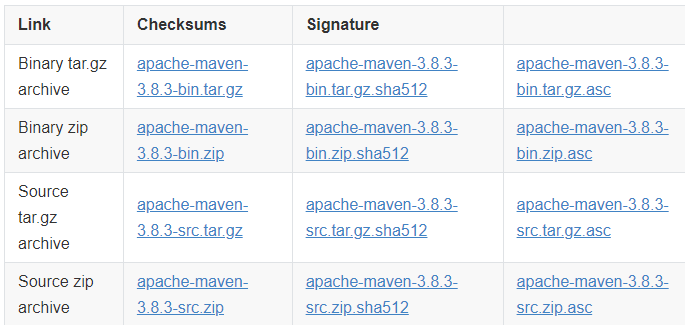 Link Checksums Signature
Binary tar.gz apache-maven- apache-maven-3.8.3- apache-maven-3.8.3-
archive 3.8.3-bin.tar.gz bin.tar.gz.sha512 bin.tar.gz.asc
Binary zip apache-maven- apache-maven-3.8.3- apache-maven-3.8.3-
archive 3.8.3-bin.zip bin.zip.sha512 bin.zip.asc
Source
tar.gz apache-maven- apache-maven-3.8.3- apache-maven-3.8.3-
archive 3.8.3-src.tar.gz src.tar.gz.sha512 src.tar.gz.asc
Source zip apache-maven- apache-maven-3.8.3- apache-maven-3.8.3-
archive 3.8.3-src.zip src.zip.sha512 src.zip.asc